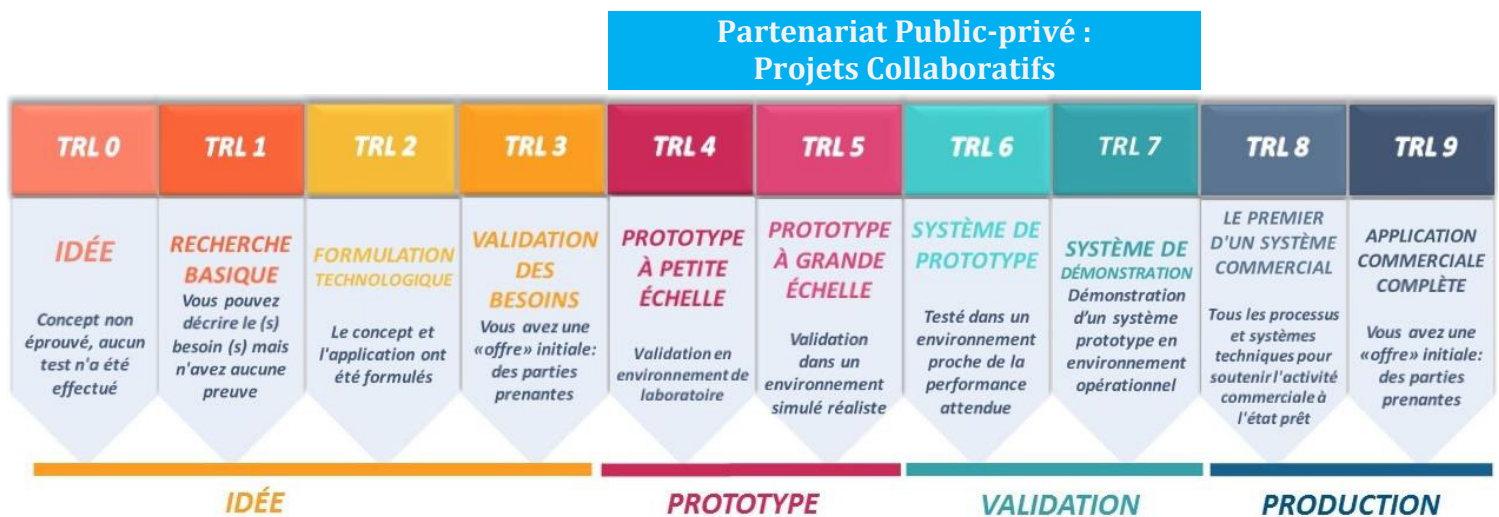 Partenariat Public-privé :
Projets Collaboratifs
TRL 0
IDÉE
Concept non
éprouvé, aucun
test n'a été
effectué
TRL 1
RECHERCHE
BASIQUE
Vous pouvez
décrire le (s)
besoin (s) mais
n'avez aucune
preuve
TRL 2
FORMULATION
TECHNOLOGIQUE
Le concept et
l'application ont
été formulés
TRL 3
VALIDATION
DES
BESOINS
Vous avez une
«offre» initiale:
des parties
prenantes
TRL 4
PROTOTYPE
À PETITE
ÉCHELLE
Validation en
environnement de
laboratoire
TRL 5
PROTOTYPE
À GRANDE
ÉCHELLE
Validation
dans un
environnement
simulé réaliste
TRL 6
SYSTÈME DE
PROTOTYPE
Testé dans un
environnement
proche de la
performance
attendue
TRL 7
SYSTÈME DE
DÉMONSTRATION
Démonstration
d'un système
prototype en
environnement
opérationnel
TRL 8
LE PREMIER
D'UN SYSTÈME
COMMERCIAL
Tous les processus
et systèmes
techniques pour
soutenir l'activité
commerciale à
l'état prêt
TRL 9
APPLICATION
COMMERCIALE
COMPLÈTE
Vous avez une
«offre» initiale:
des parties
prenantes
IDÉE
PROTOTYPE
VALIDATION
PRODUCTION